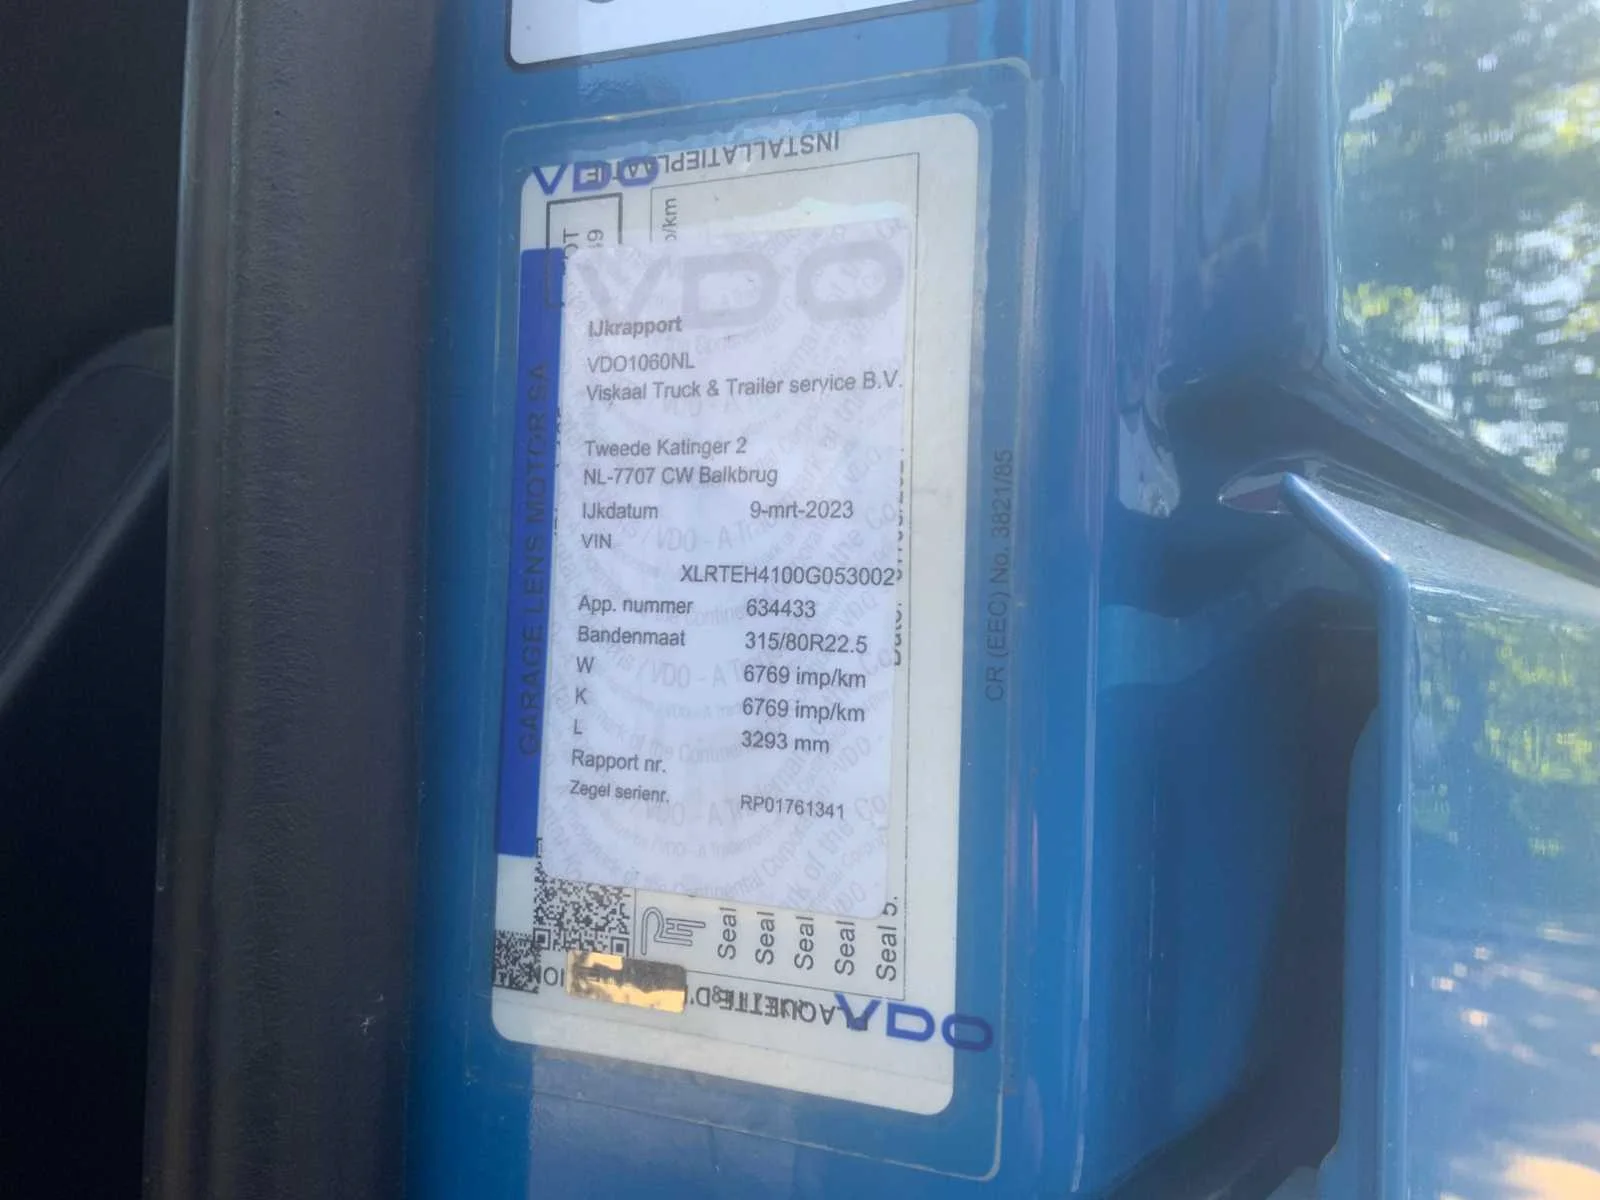 INSTALLATIEPLAATJE
VDO
p/km
VDO
IJkrapport
VDO1060NL
Viskaal Truck & Trailer service B.V.
Tweede Katinger 2
NL-7707 CW Balkbrug
IJkdatum 9-mrt-2023
VIN
XLRTEH4100G053002
App. nummer 634433
Bandenmaat 315/80R22.5
W 6769 imp/km
K 6769 imp/km
L 3293 mm
Rapport nr.
Zegel serienr. RP01761341
GARAGE LENS MOTOR SA
CR (EEC) No. 3821/85
Seal
Seal
Seal
Seal
Seal 5.
PLAQUETTE D'
VDO